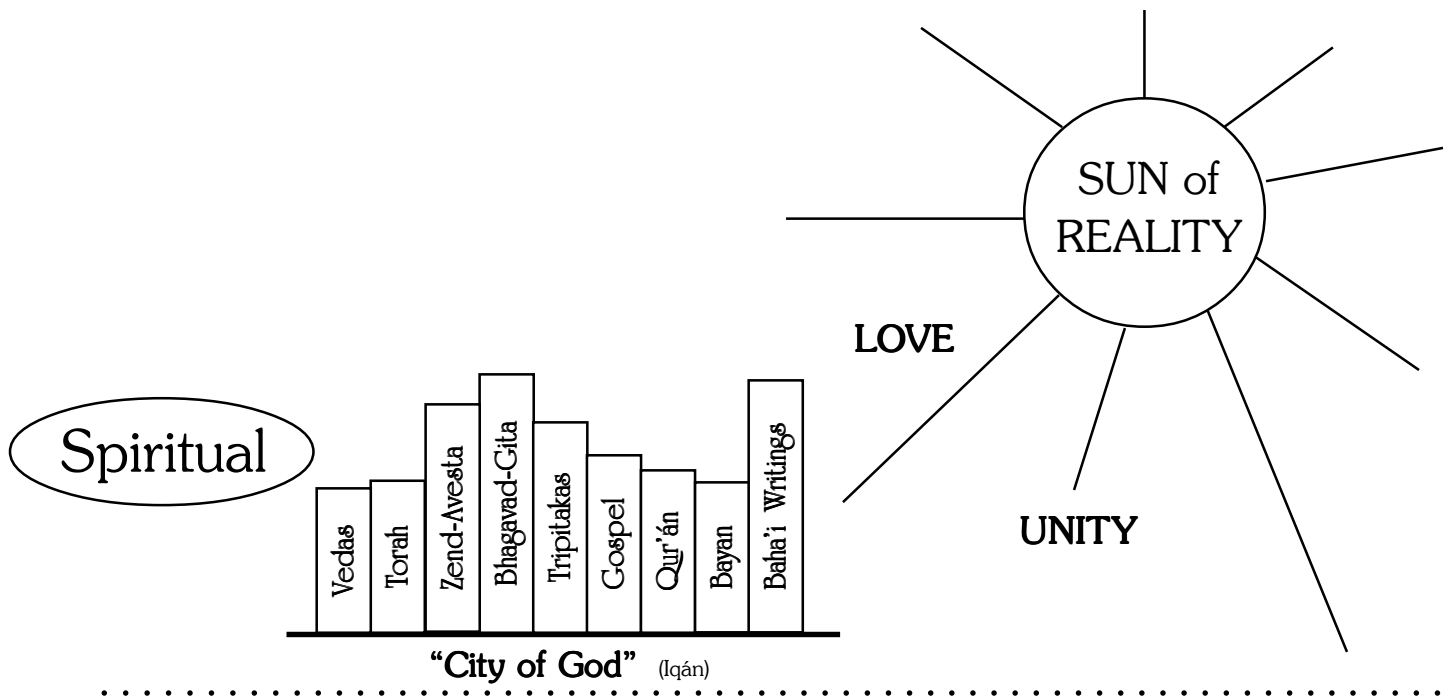 SUN of
REALITY
LOVE
Spiritual
Vedas
Torah
Zend-Avesta
Bhagavad-Gita
Tripitakas
Gospel
Qur’án
Bayan
Baha’i Writings
UNITY
“City of God” (Iqán)